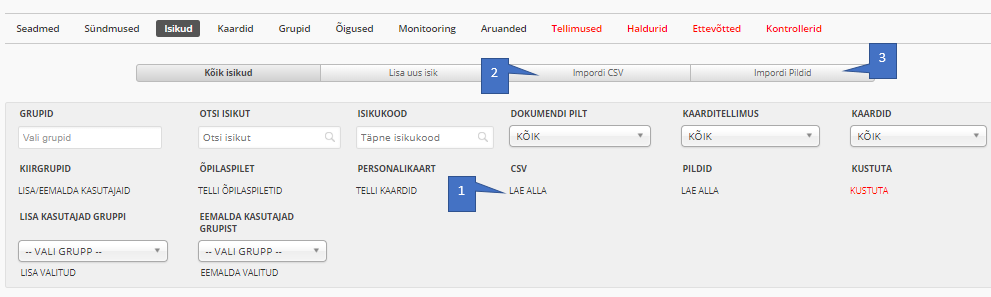 Seadmed Sündmused Isikud Kaardid Grupid Õigused Monitooring Aruanded Tellimused Haldurid Ettevõtted Kontrollerid
3
2
Kõik isikud Lisa uus isik Impordi CSV Impordi Pildid
GRUPID OTSI ISIKUT ISIKUKOOD DOKUMENDI PILT KAARDITELLIMUS KAARDID
Vali grupid Otsi isikut Täpne isikukood KÕIK KÕIK KÕIK
KIIRGRUPID ÕPILASPILET PERSONALIKAART CSV PILDID KUSTUTA
1
LISA/EEMALDA KASUTAJAID TELLI ÕPILASPILETID TELLI KAARDID LAE ALLA LAE ALLA KUSTUTA
LISA KASUTAJAD GRUPPI EEMALDA KASUTAJAD
GRUPIST
-- VALI GRUPP -- -- VALI GRUPP --
LISA VALITUD EEMALDA VALITUD